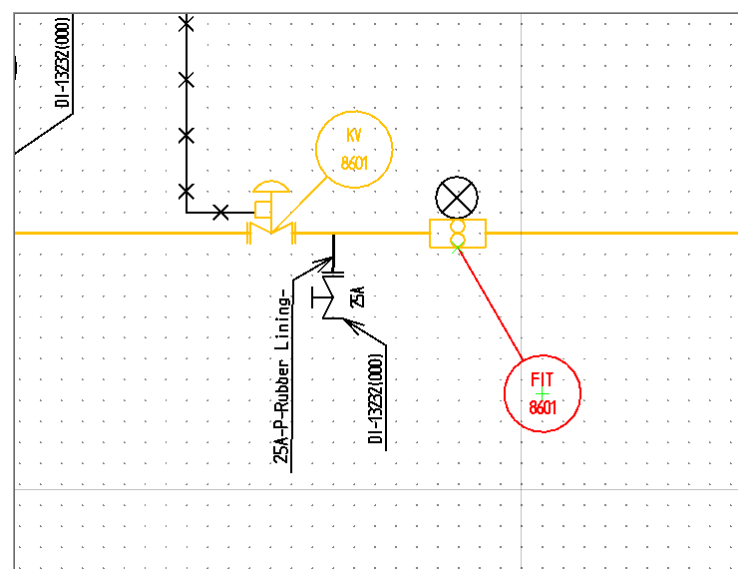 DI-13232(000)
KV
8601
25A
25A-P-Rubber Lining-
DI-13232(000)
FIT
8601